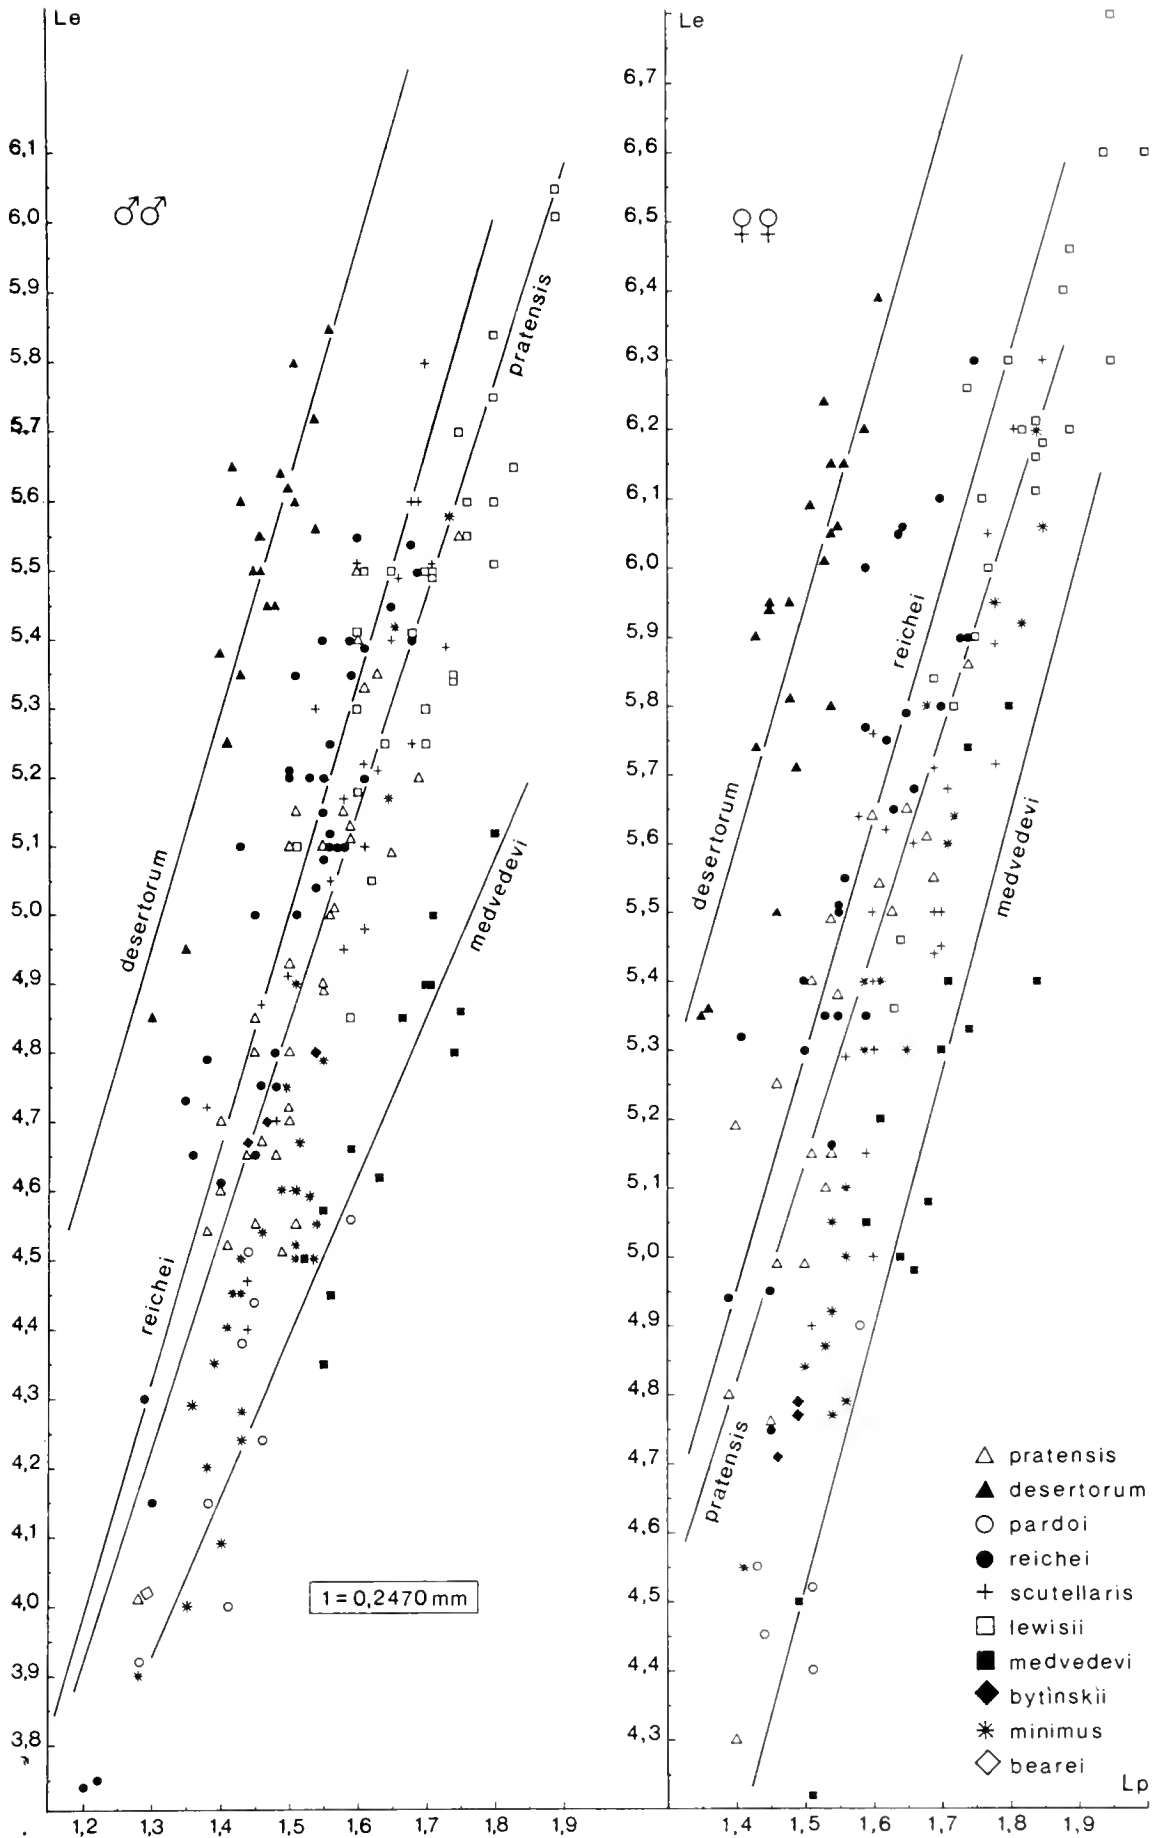 Le
6,1
6,0
5,9
5,8
5,7
5,6
5,5
5,4
5,3
5,2
5,1
5,0
4,9
4,8
4,7
4,6
4,5
4,4
4,3
4,2
4,1
4,0
3,9
3,8
♂♂
desertorum
reichei
pratensis
medvedevi
1=0,2470 mm
1,2 1,3 1,4 1,5 1,6 1,7 1,8 1,9
Le
6,7
6,6
6,5
6,4
6,3
6,2
6,1
6,0
5,9
5,8
5,7
5,6
5,5
5,4
5,3
5,2
5,1
5,0
4,9
4,8
4,7
4,6
4,5
4,4
4,3
♀♀
desertorum
reichei
pratensis
medvedevi
pratensis
desertorum
pardoi
reichei
scutellaris
lewisii
medvedevi
bytinskii
minimus
bearei
Lp
1,4 1,5 1,6 1,7 1,8 1,9